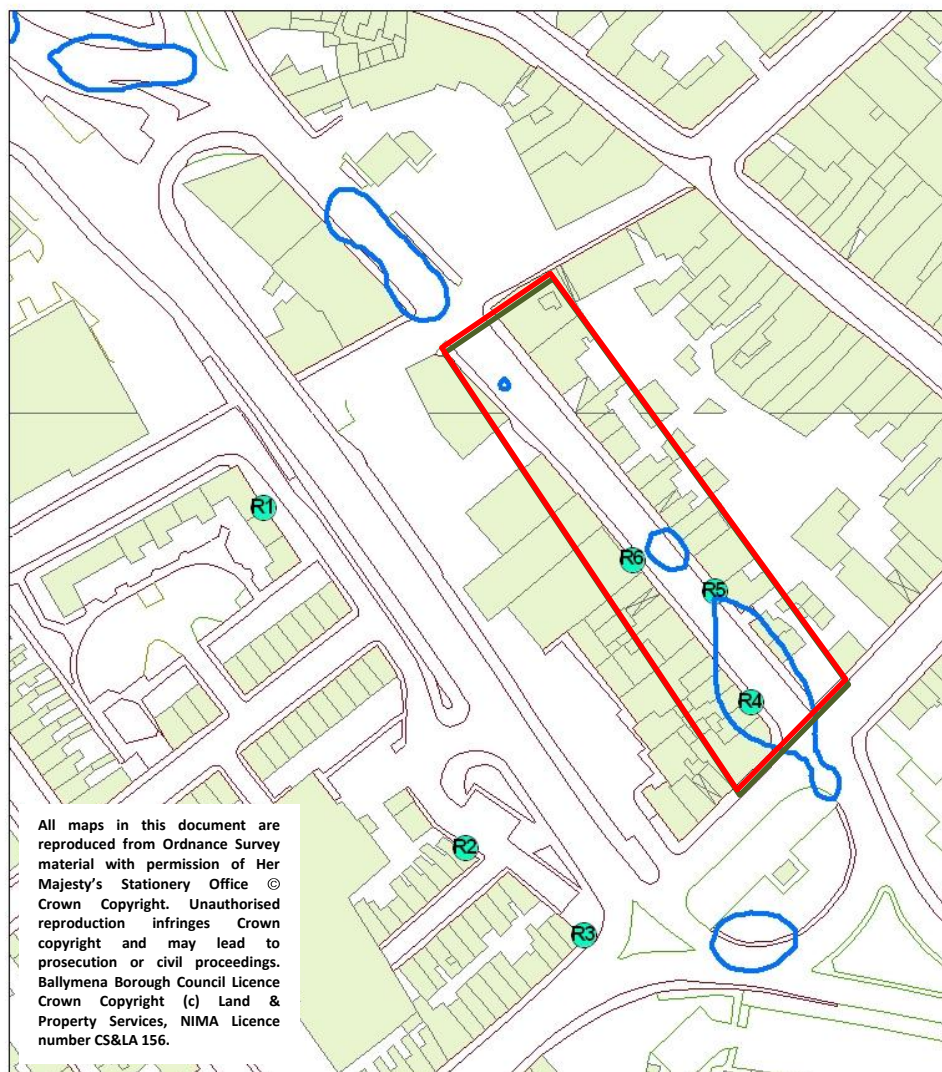 R1
R6
R5
R4
R2
R3
All maps in this document are
reproduced from Ordnance Survey
material with permission of Her
Majesty's Stationery Office ©
Crown Copyright. Unauthorised
reproduction infringes Crown
copyright and may lead to
prosecution or civil proceedings.
Ballymena Borough Council Licence
Crown Copyright (c) Land &
Property Services, NIMA Licence
number CS&LA 156.